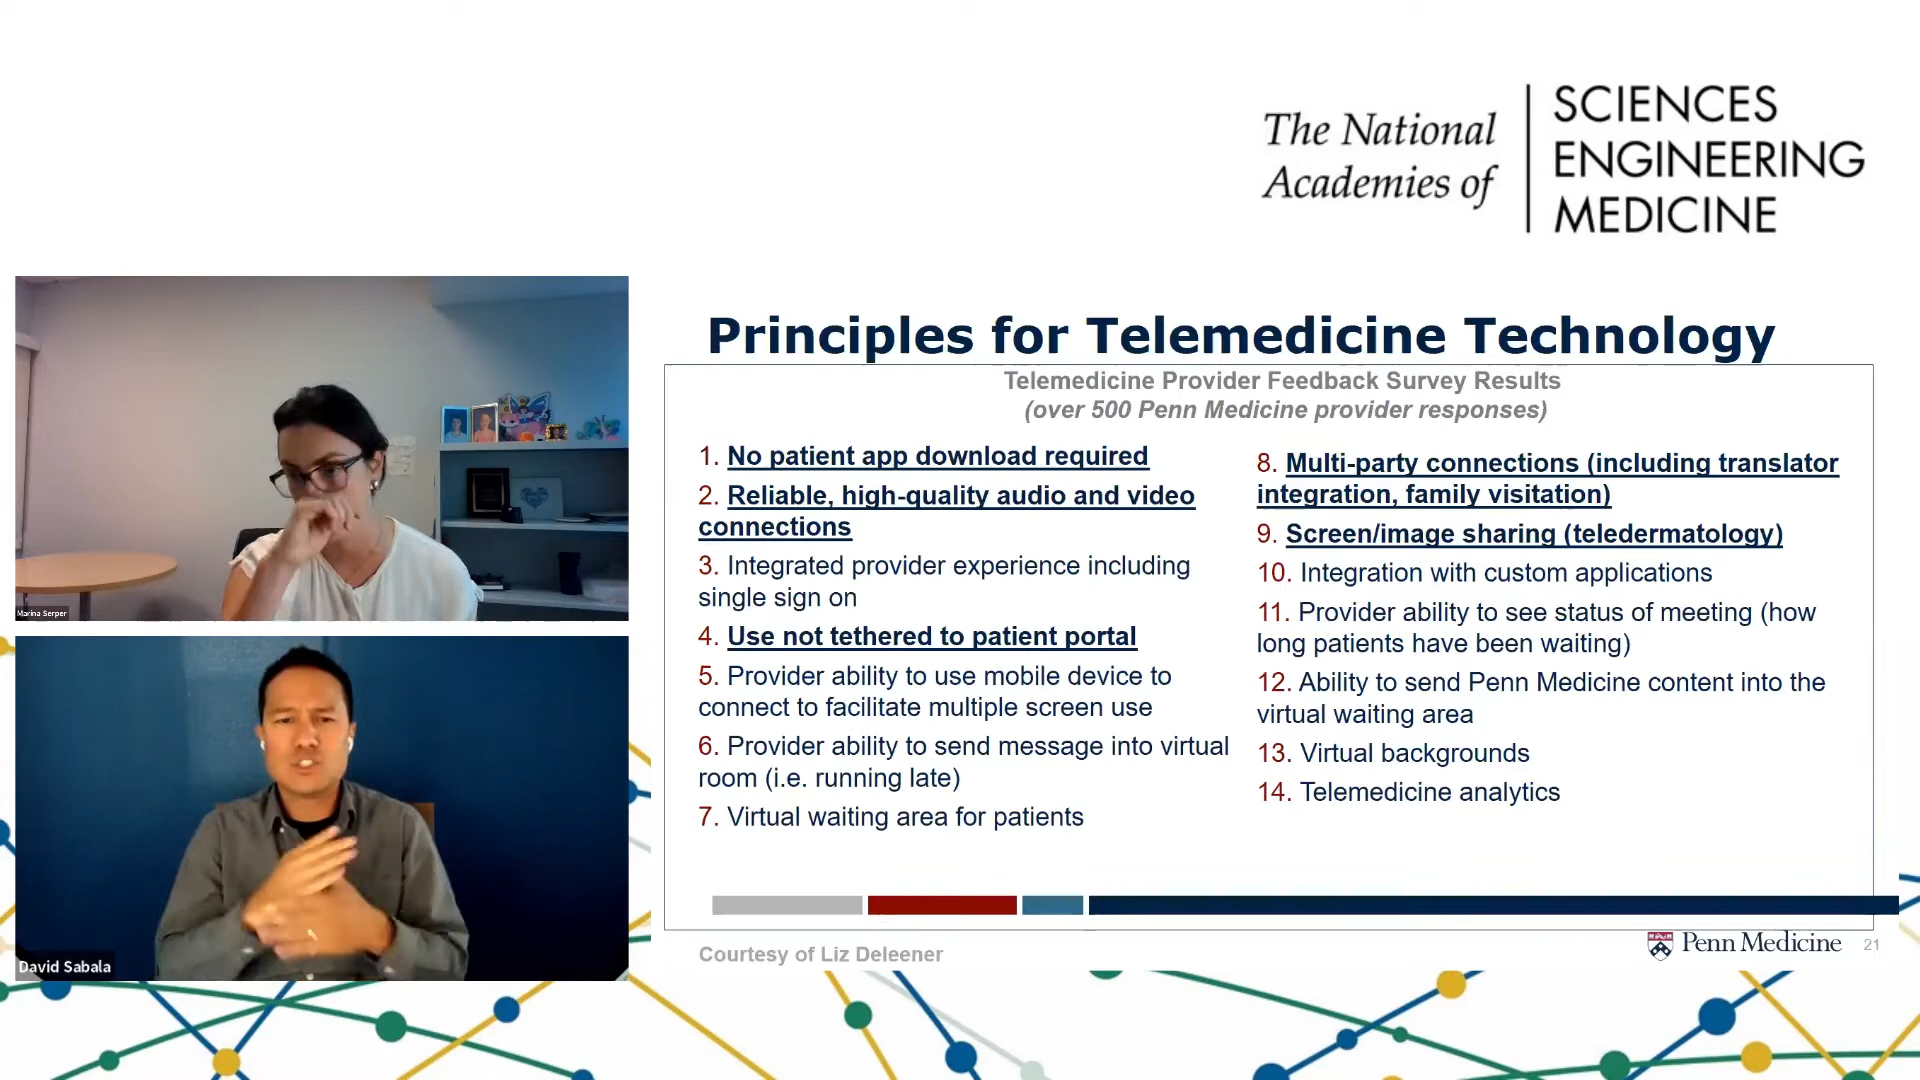 The National
Academies of
SCIENCES
ENGINEERING
MEDICINE
Marina Serper
David Sabala
Principles for Telemedicine Technology
Telemedicine Provider Feedback Survey Results
(over 500 Penn Medicine provider responses)
1. No patient app download required
2. Reliable, high-quality audio and video
connections
3. Integrated provider experience including
single sign on
4. Use not tethered to patient portal
5. Provider ability to use mobile device to
connect to facilitate multiple screen use
6. Provider ability to send message into virtual
room (i.e. running late)
7. Virtual waiting area for patients
8. Multi-party connections (including translator
integration, family visitation)
9. Screen/image sharing (teledermatology)
10. Integration with custom applications
11. Provider ability to see status of meeting (how
long patients have been waiting)
12. Ability to send Penn Medicine content into the
virtual waiting area
13. Virtual backgrounds
14. Telemedicine analytics
Courtesy of Liz Deleener
Penn Medicine
21